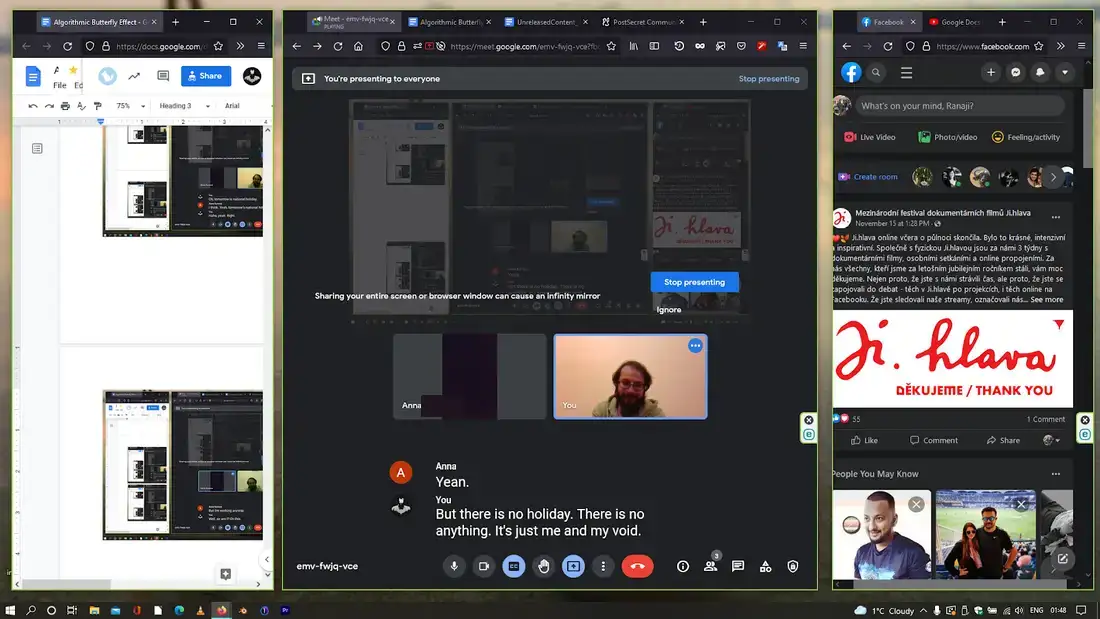 Algorithmic Butterfly Effect - G
https://docs.google.com/d
File
Ed
Share
75%
Heading 3
Arial
Meet - emv-fwjq-vce
PLAYING
Algorithmic Butterfly
UnreleasedContent_
PostSecret Commun
https://meet.google.com/emv-fwjq-vce?
You're presenting to everyone
Stop presenting
Stop presenting
Sharing your entire screen or browser window can cause an infinity mirror
Ignore
Anna
You
Anna
A
Yean.
You
But there is no holiday. There is no
anything. It's just me and my void.
emv-fwjq-vce
3
Facebook
Google Docs
https://www.facebook.com
What's on your mind, Ranaji?
Live Video
Photo/video
Feeling/activity
Create room
Mezinárodní festival dokumentárních filmů Ji.hlava
November 15 at 1:28 PM
Ji.hlava online včera o půlnoci skončila. Bylo to krásné, intenzivní
a inspirativní. Společně s fyzickou Ji.hlavou jsou za námi 3 týdny s
dokumentárními filmy, osobními setkáními a online propojeními. Za
nás všechny, kteří jsme za letošním jubilejním ročníkem stáli, vám moc
děkujeme. Nejen proto, že jste s námi strávili čas, ale proto, že jste se
zapojovali do debat - těch v Ji.hlavě po projekcích, i těch online na
Facebooku. Že jste sledovali naše streamy, označovali nás... See more
Ji. hlava
DĚKUJEME / THANK YOU
55
1 Comment
Like
Comment
Share
People You May Know
1°C Cloudy
ENG
01:48